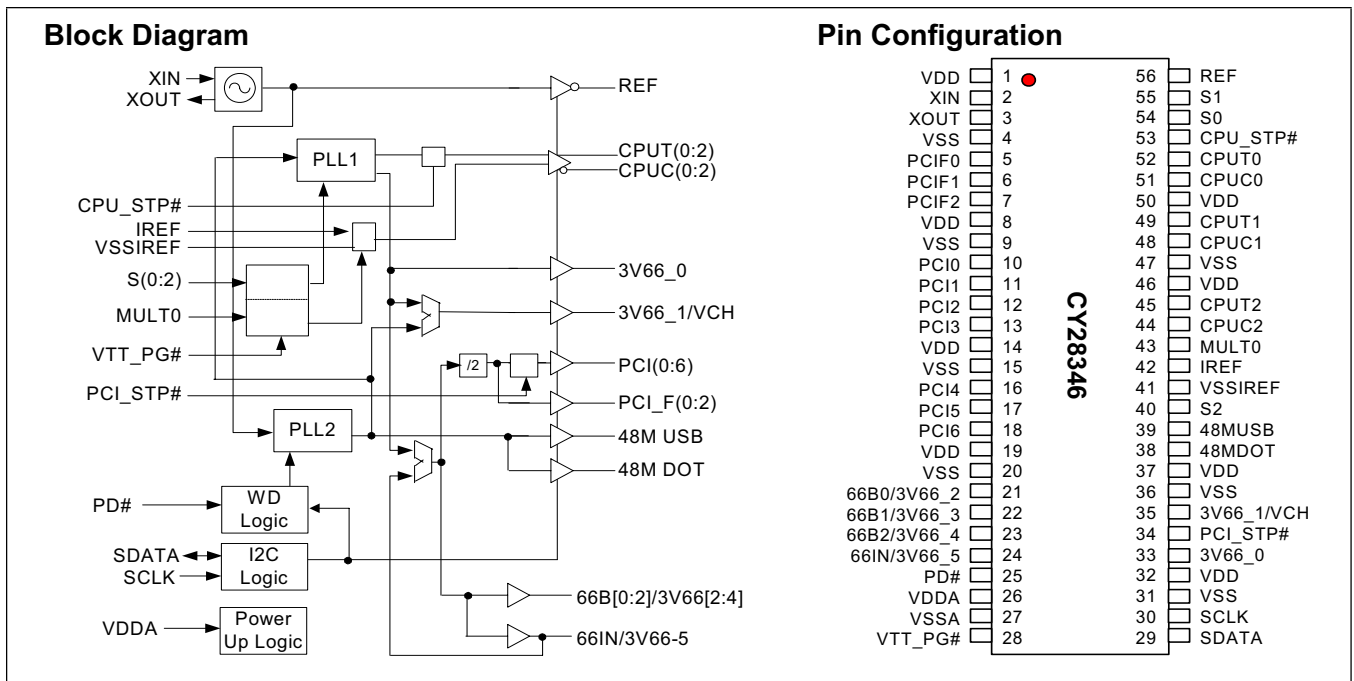 Block Diagram
XIN
XOUT
REF
PLL1
CPUT(0:2)
CPUC(0:2)
CPU_STP#
IREF
VSSIREF
3V66_0
S(0:2)
3V66_1/VCH
MULT0
VTT_PG#
/2
PCI(0:6)
PCI_STP#
PCI_F(0:2)
PLL2
48M USB
48M DOT
PD#
WD
Logic
SDATA
SCLK
I2C
Logic
66B[0:2]/3V66[2:4]
VDDA
Power
Up Logic
66IN/3V66-5
Pin Configuration
VDD 1 56 REF
XIN 2 55 S1
XOUT 3 54 S0
VSS 4 53 CPU_STP#
PCIF0 5 52 CPUT0
PCIF1 6 51 CPUC0
PCIF2 7 50 VDD
VDD 8 49 CPUT1
VSS 9 48 CPUC1
PCI0 10 47 VSS
PCI1 11 46 VDD
PCI2 12 45 CPUT2
PCI3 13 44 CPUC2
VDD 14 43 MULT0
VSS 15 42 IREF
PCI4 16 41 VSSIREF
PCI5 17 40 S2
PCI6 18 39 48MUSB
VDD 19 38 48MDOT
VSS 20 37 VDD
66B0/3V66_2 21 36 VSS
66B1/3V66_3 22 35 3V66_1/VCH
66B2/3V66_4 23 34 PCI_STP#
66IN/3V66_5 24 33 3V66_0
PD# 25 32 VDD
VDDA 26 31 VSS
VSSA 27 30 SCLK
VTT_PG# 28 29 SDATA
CY28346